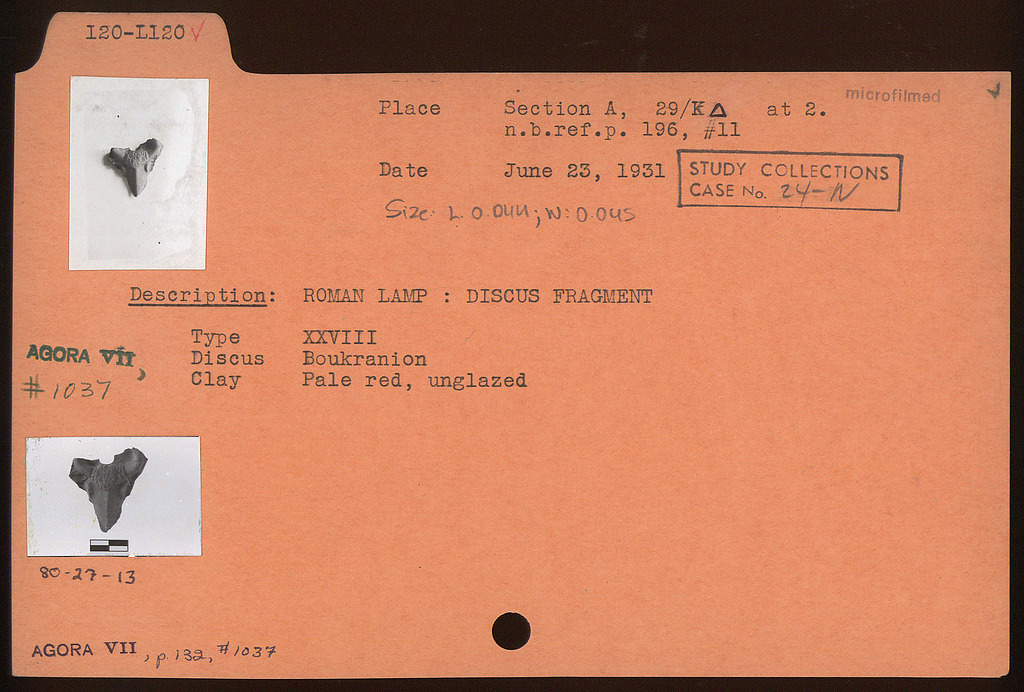 I20-L120 ✓
microfilmed
Place Section A, 29/KΔ at 2.
n.b.ref.p. 196, #11
Date June 23, 1931
STUDY COLLECTIONS
CASE No. 24-IV
Size: L. 0.044; W: 0.045
Description: ROMAN LAMP : DISCUS FRAGMENT
Type XXVIII
Discus Boukranion
Clay Pale red, unglazed
AGORA VII,
#1037
80-27-13
AGORA VII, p. 132, #1037